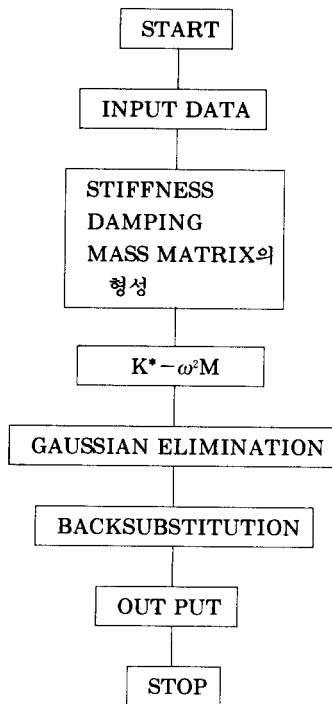 START
INPUT DATA
STIFFNESS
DAMPING
MASS MATRIX의
형성
K* − ω²M
GAUSSIAN ELIMINATION
BACKSUBSTITUTION
OUT PUT
STOP